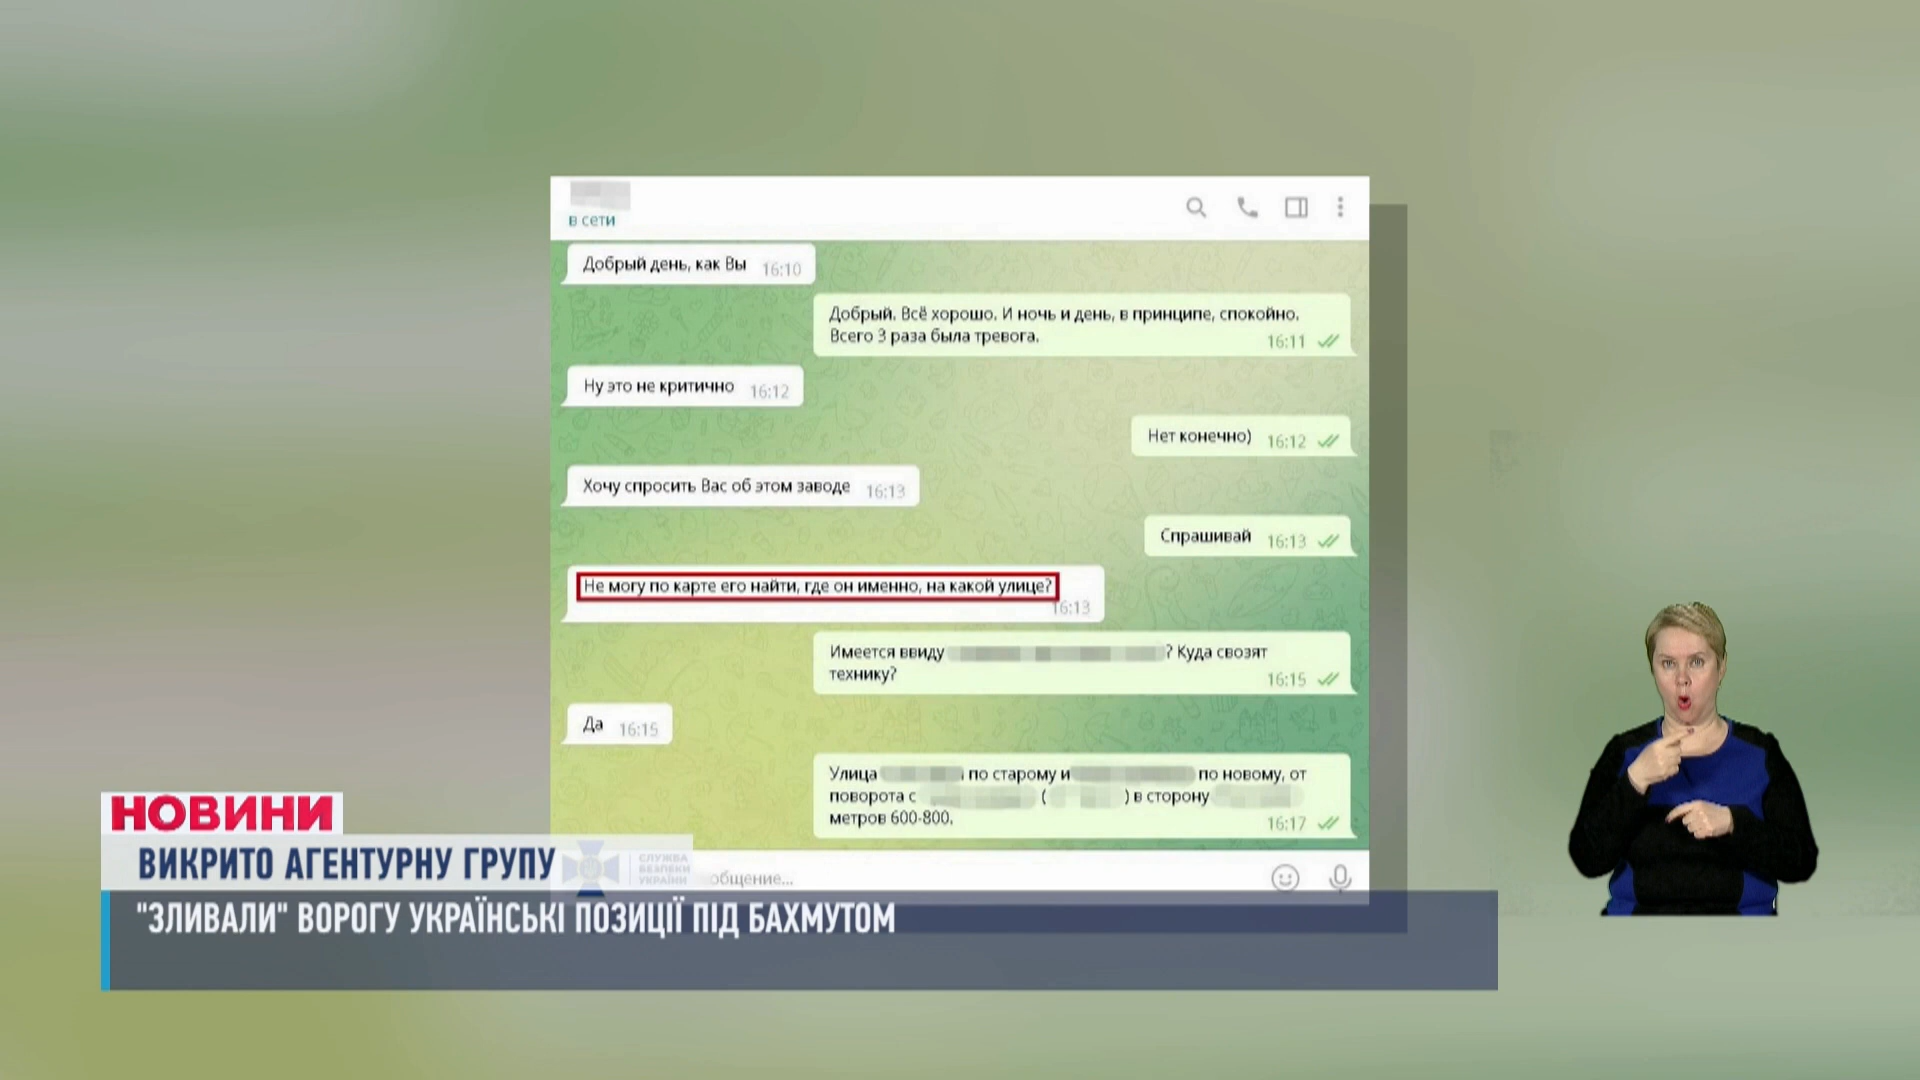 в сети
Добрый день, как Вы 16:10
Добрый. Всё хорошо. И ночь и день, в принципе, спокойно.
Всего 3 раза была тревога. 16:11
Ну это не критично 16:12
Нет конечно) 16:12
Хочу спросить Вас об этом заводе 16:13
Спрашивай 16:13
Не могу по карте его найти, где он именно, на какой улице?
16:13
Имеется ввиду ? Куда свозят
технику? 16:15
Да 16:15
Улица по старому и по новому, от
поворота с ( ) в сторону
метров 600-800. 16:17
НОВИНИ
ВИКРИТО АГЕНТУРНУ ГРУПУ
СЛУЖБА
БЕЗПЕКИ
УКРАЇНИ
общение...
"ЗЛИВАЛИ" ВОРОГУ УКРАЇНСЬКІ ПОЗИЦІЇ ПІД БАХМУТОМ